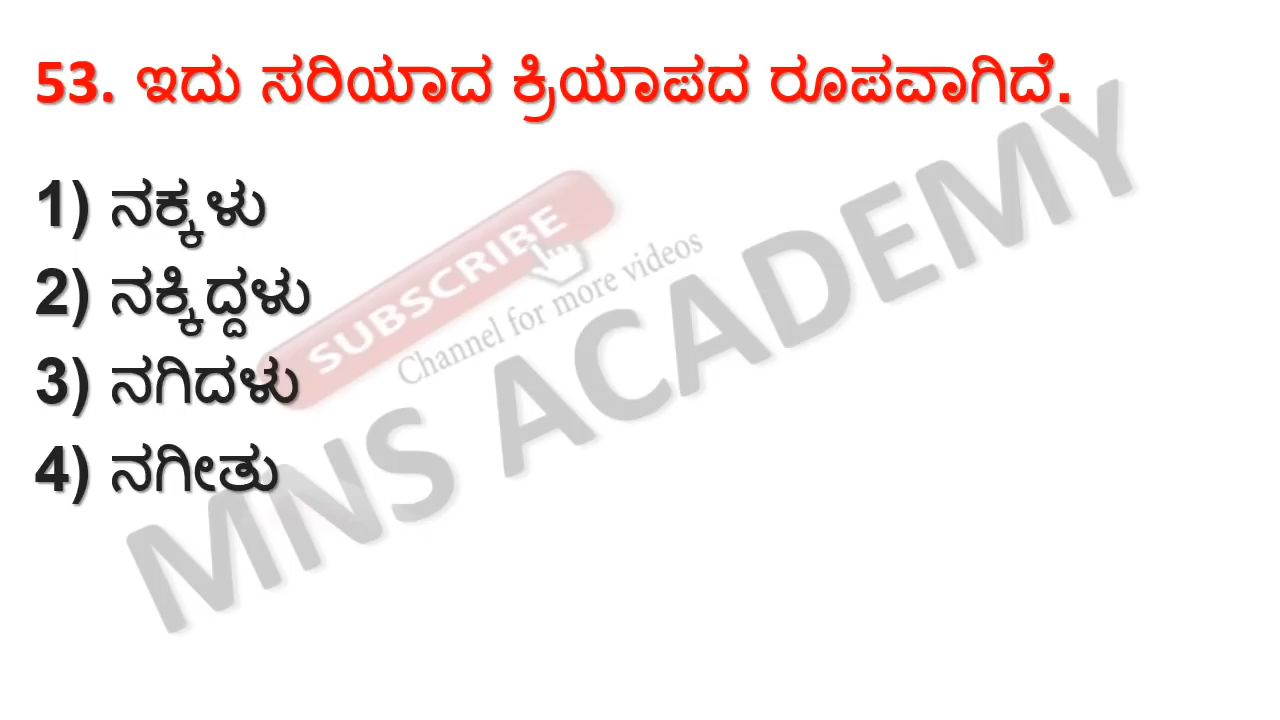 53. ಇದು ಸರಿಯಾದ ಕ್ರಿಯಾಪದ ರೂಪವಾಗಿದೆ.
1) ನಕ್ಕಳು
2) ನಕ್ಕಿದ್ದಳು
3) ನಗಿದಳು
4) ನಗೀತು
SUBSCRIBE
Channel for more videos
MNS ACADEMY